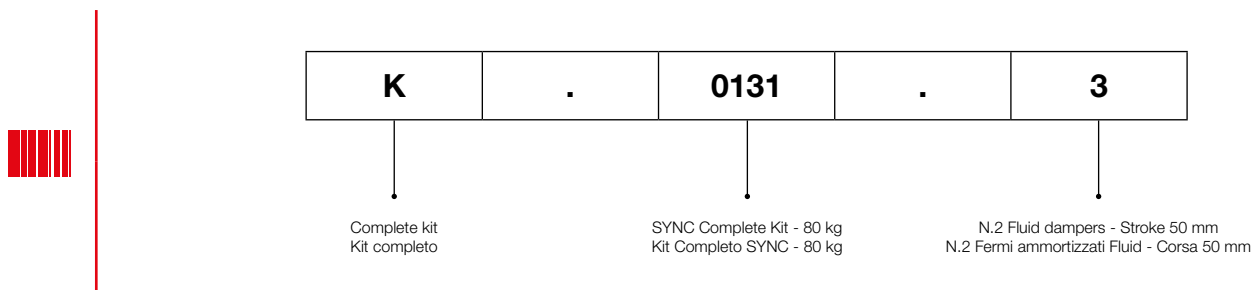 K . 0131 . 3
Complete kit
Kit completo
SYNC Complete Kit - 80 kg
Kit Completo SYNC - 80 kg
N.2 Fluid dampers - Stroke 50 mm
N.2 Fermi ammortizzati Fluid - Corsa 50 mm